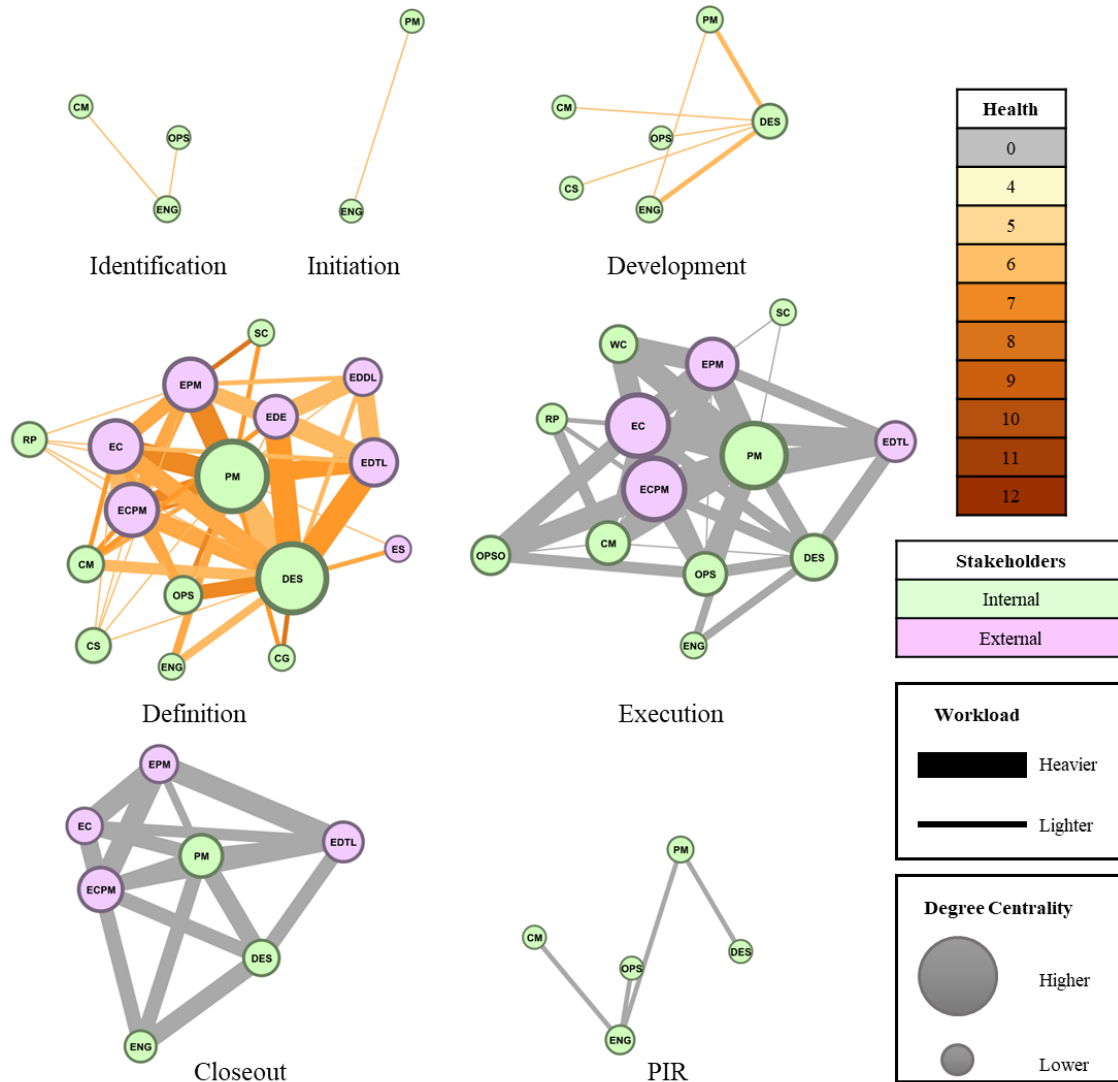 PM
CM
OPS
ENG
Identification
ENG
Initiation
PM
CM
OPS
DES
CS
ENG
Development
Health
0
4
5
6
7
8
9
10
11
12
SC
EPM
EDDL
EDE
RP
EC
PM
EDTL
ECPM
CM
ES
OPS
DES
CS
ENG
CG
Definition
SC
WC
EPM
RP
EC
PM
EDTL
ECPM
OPSO
CM
OPS
DES
ENG
Execution
Stakeholders
Internal
External
Workload
Heavier
Lighter
Degree Centrality
Higher
Lower
EPM
EC
PM
EDTL
ECPM
DES
ENG
Closeout
PM
CM
OPS
DES
ENG
PIR